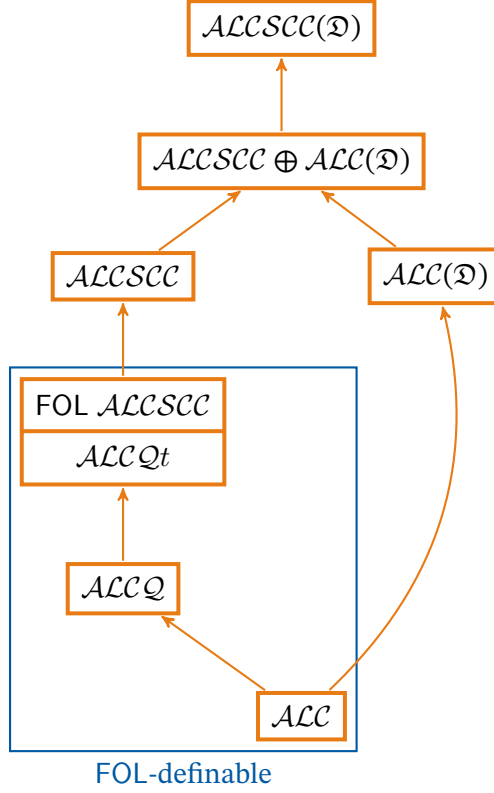 𝒜ℒ𝒞𝒮𝒞𝒞(𝔇)
𝒜ℒ𝒞𝒮𝒞𝒞 ⊕ 𝒜ℒ𝒞(𝔇)
𝒜ℒ𝒞𝒮𝒞𝒞
𝒜ℒ𝒞(𝔇)
FOL 𝒜ℒ𝒞𝒮𝒞𝒞
𝒜ℒ𝒞𝒬t
𝒜ℒ𝒞𝒬
𝒜ℒ𝒞
FOL-definable